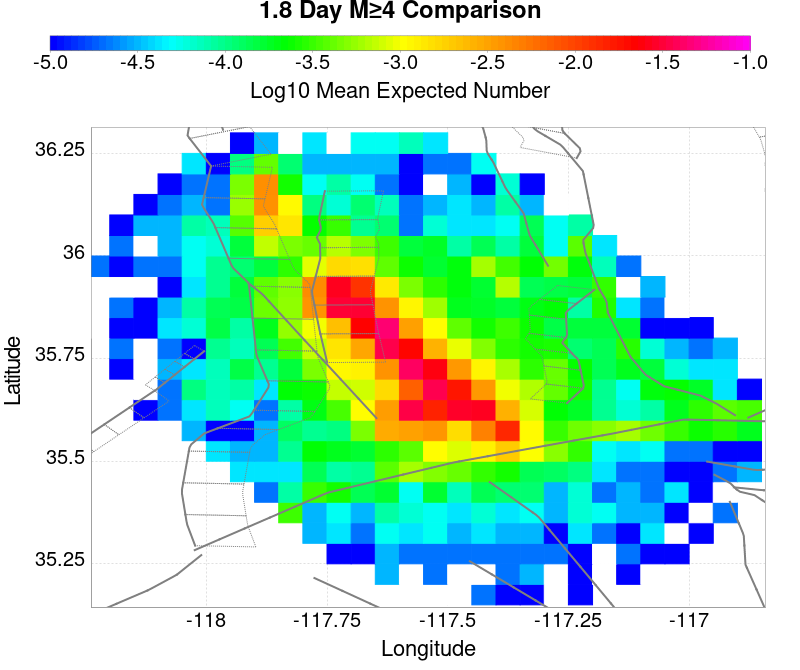 1.8 Day M≥4 Comparison
-5.0 -4.5 -4.0 -3.5 -3.0 -2.5 -2.0 -1.5 -1.0
Log10 Mean Expected Number
36.25
36
35.75
35.5
35.25
Latitude
-118 -117.75 -117.5 -117.25 -117
Longitude